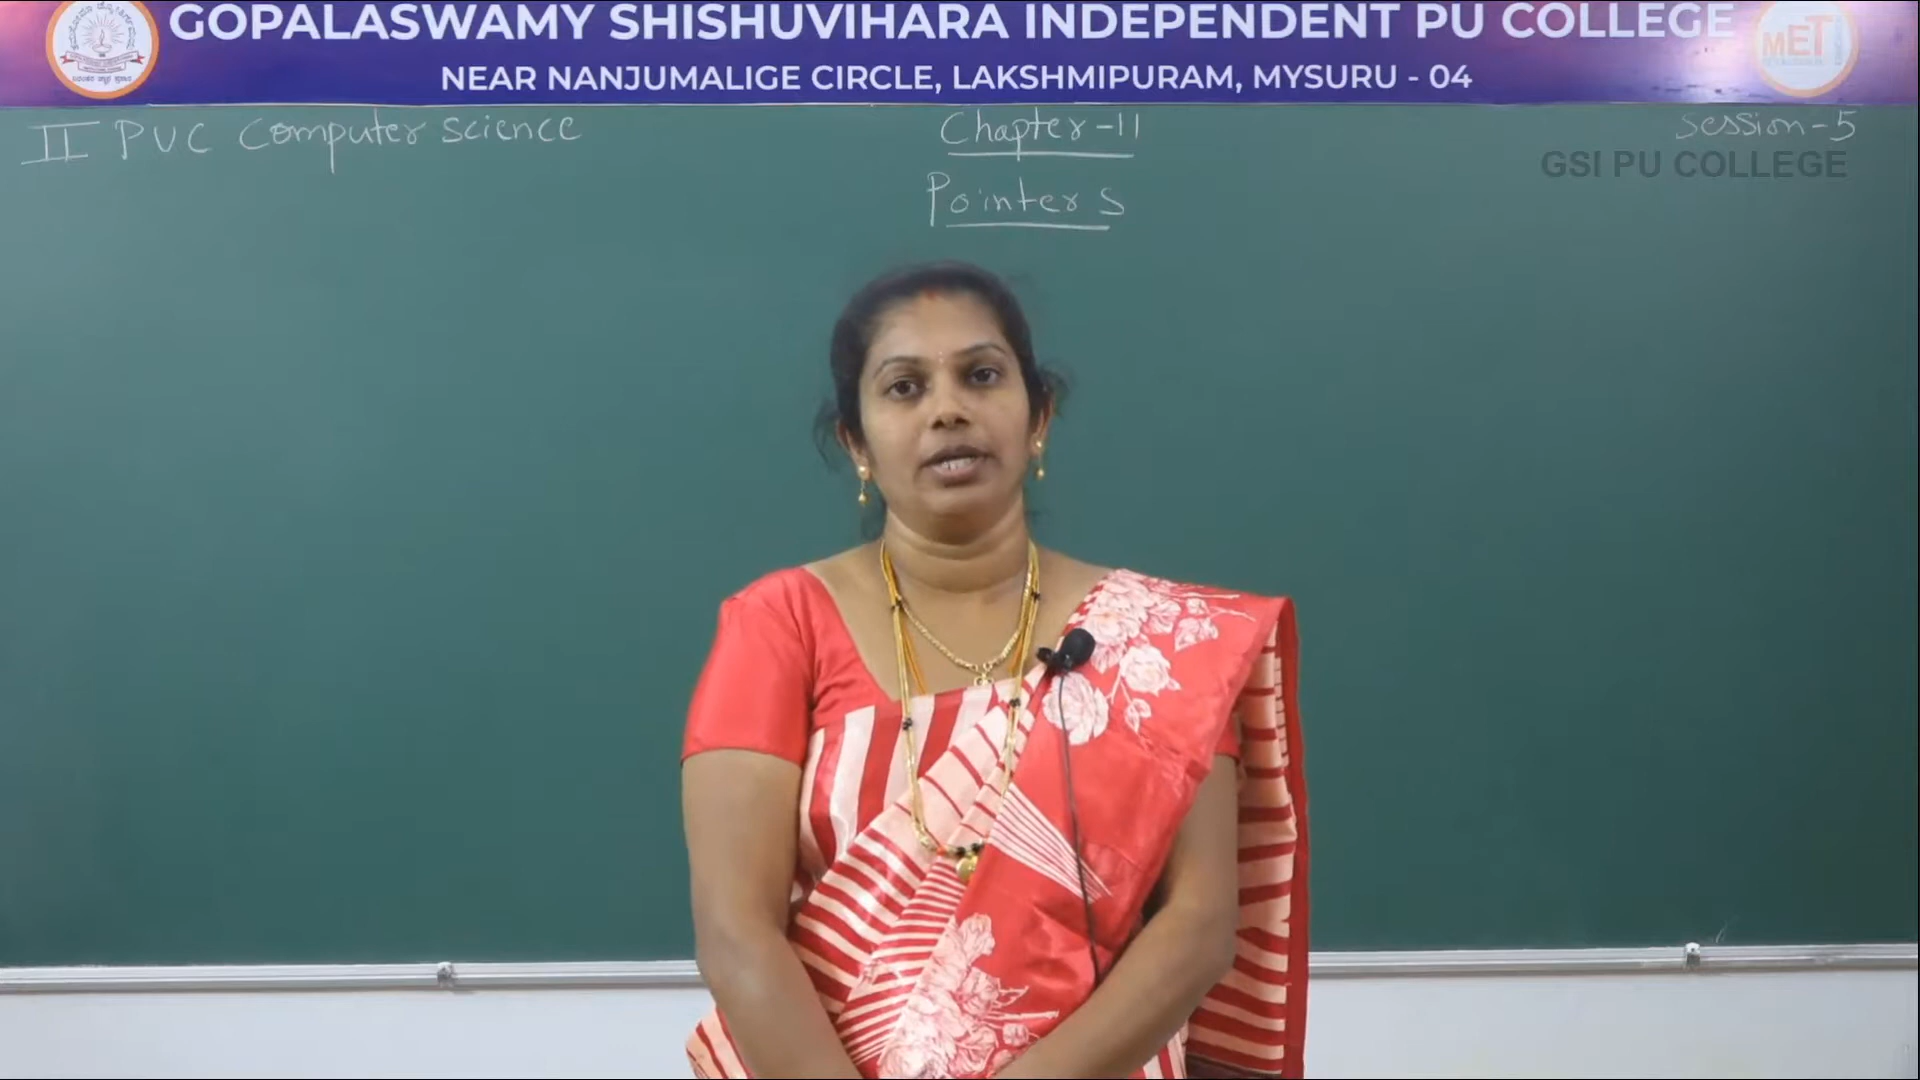 GOPALASWAMY SHISHUVIHARA INDEPENDENT PU COLLEGE
NEAR NANJUMALIGE CIRCLE, LAKSHMIPURAM, MYSURU - 04
MET
II PUC Computer Science
Chapter-11
Session-5
GSI PU COLLEGE
Pointers